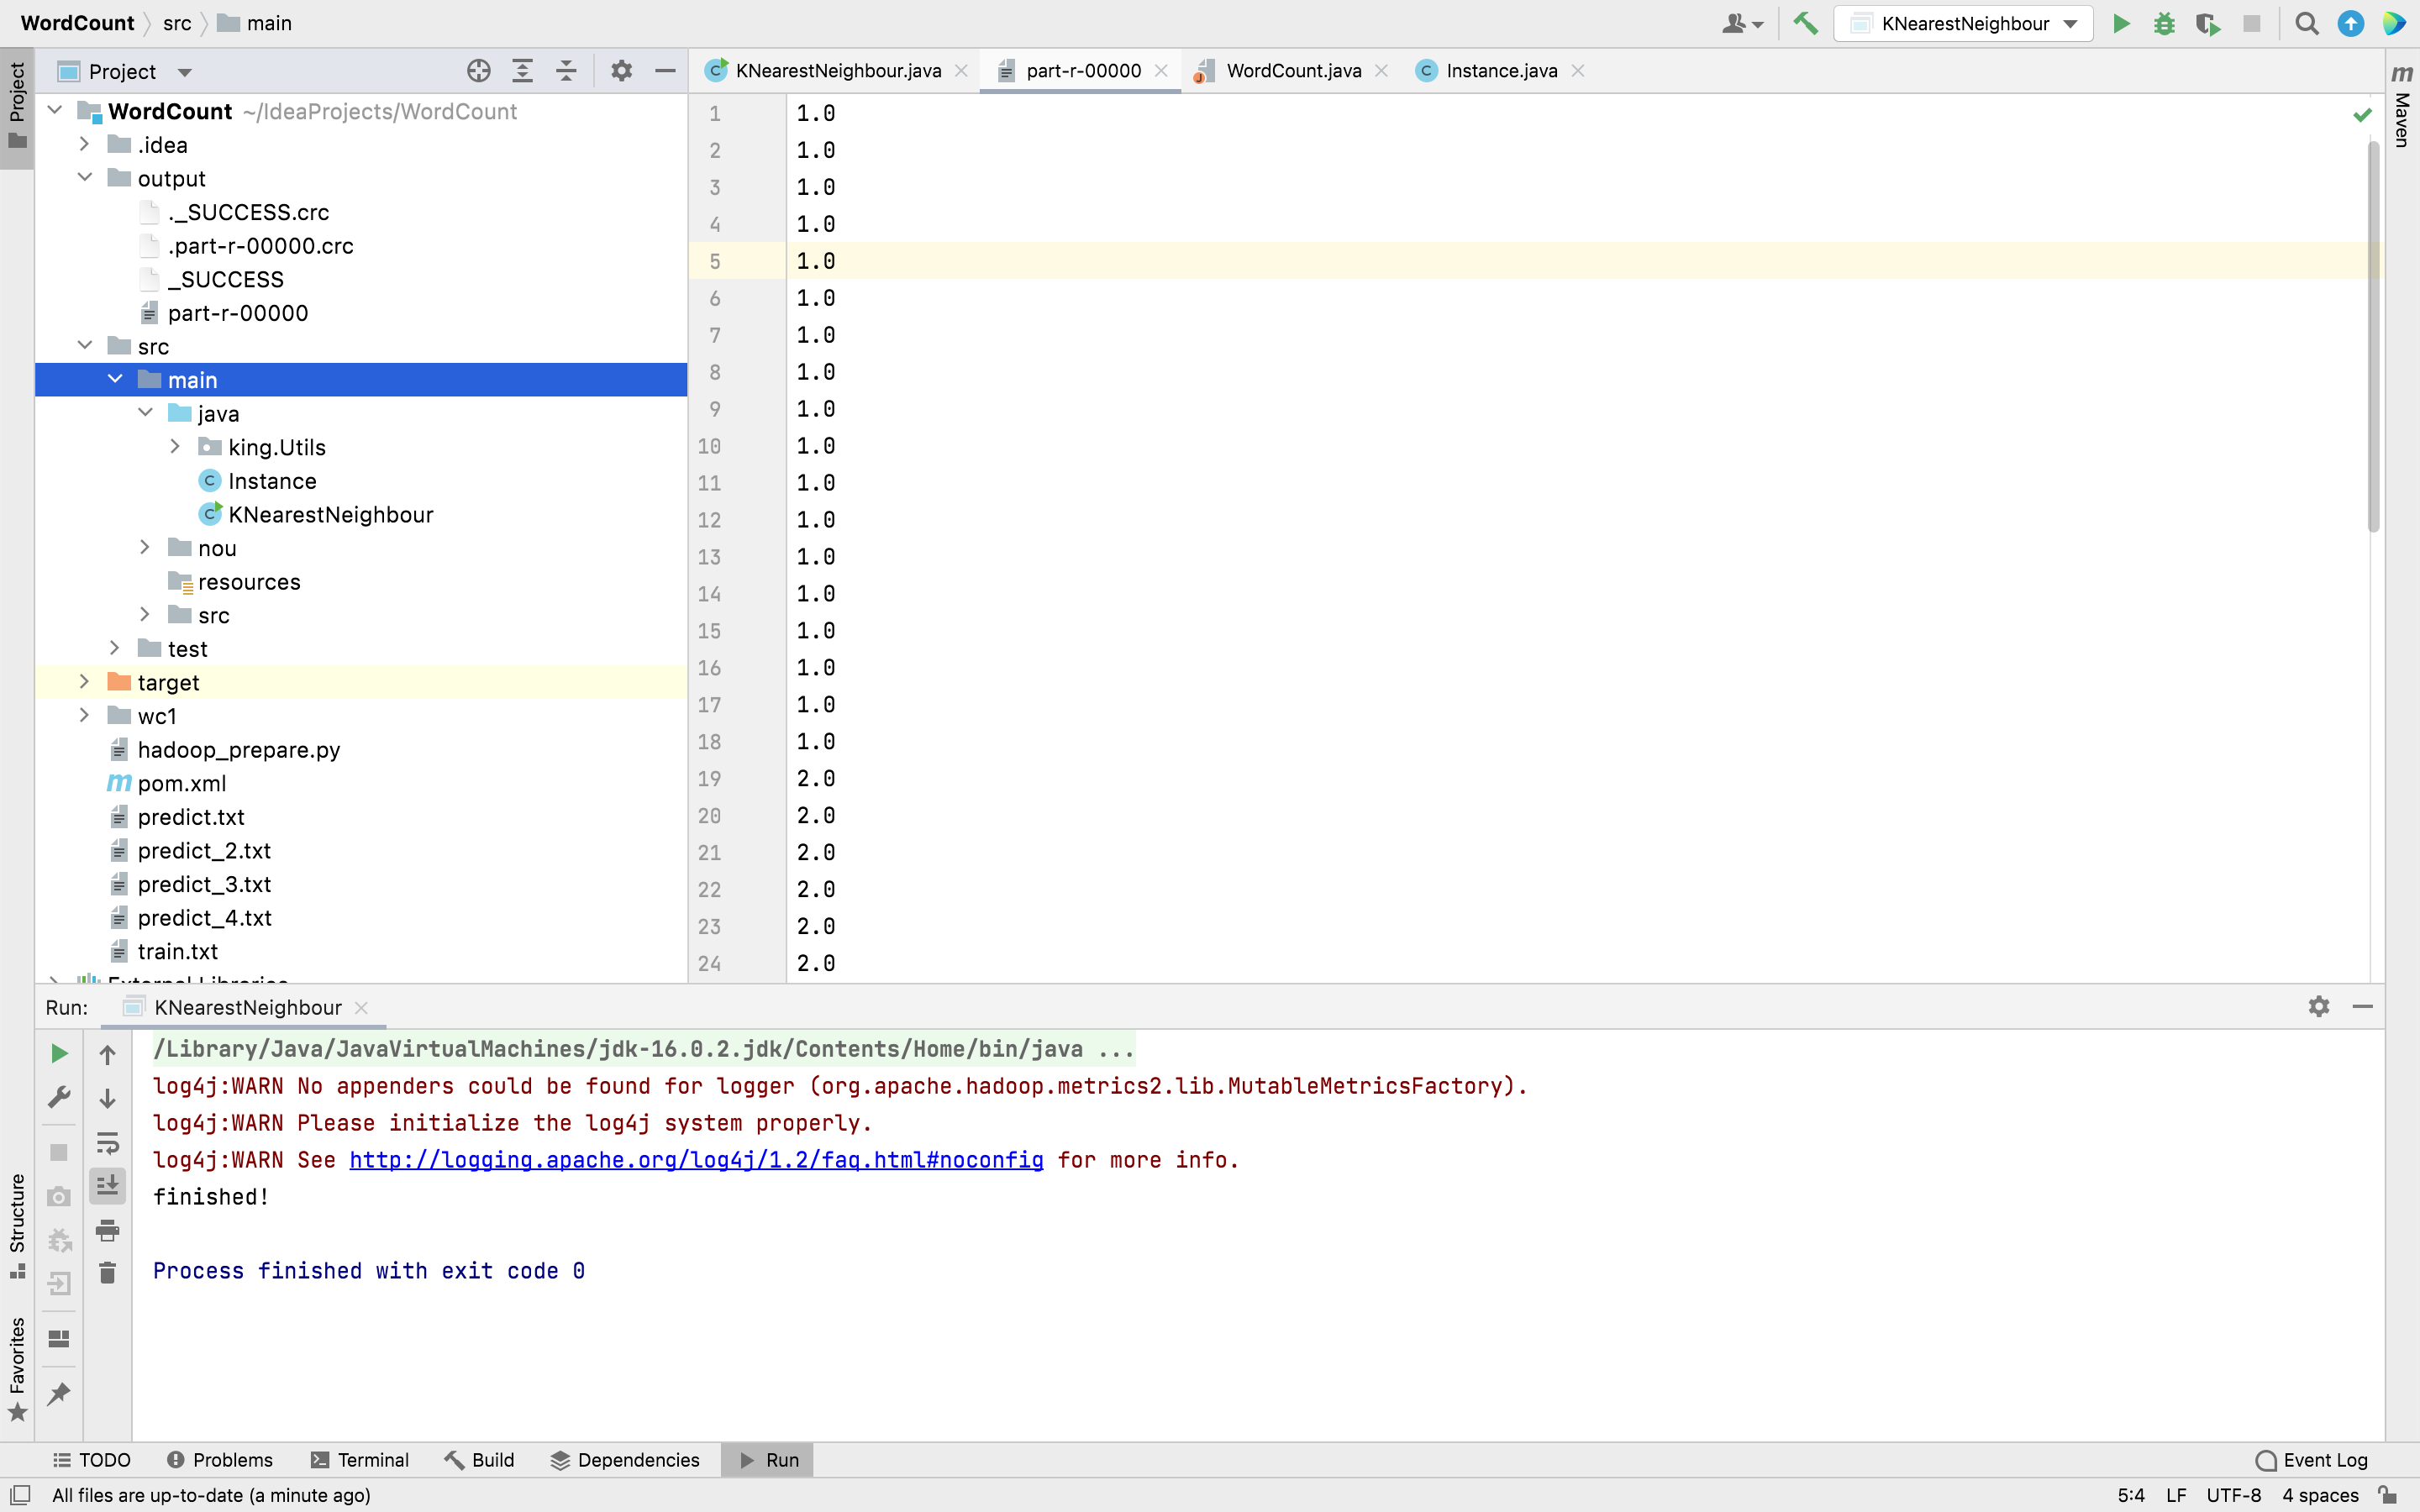 WordCount src main
KNearestNeighbour
Project
Project
KNearestNeighbour.java
part-r-00000
WordCount.java
Instance.java
m
Maven
WordCount ~/IdeaProjects/WordCount
.idea
output
._SUCCESS.crc
.part-r-00000.crc
_SUCCESS
part-r-00000
src
main
java
king.Utils
Instance
KNearestNeighbour
nou
resources
src
test
target
wc1
hadoop_prepare.py
pom.xml
predict.txt
predict_2.txt
predict_3.txt
predict_4.txt
train.txt
External Libraries
1 1.0
2 1.0
3 1.0
4 1.0
5 1.0
6 1.0
7 1.0
8 1.0
9 1.0
10 1.0
11 1.0
12 1.0
13 1.0
14 1.0
15 1.0
16 1.0
17 1.0
18 1.0
19 2.0
20 2.0
21 2.0
22 2.0
23 2.0
24 2.0
Run: KNearestNeighbour
/Library/Java/JavaVirtualMachines/jdk-16.0.2.jdk/Contents/Home/bin/java ...
log4j:WARN No appenders could be found for logger (org.apache.hadoop.metrics2.lib.MutableMetricsFactory).
log4j:WARN Please initialize the log4j system properly.
log4j:WARN See http://logging.apache.org/log4j/1.2/faq.html#noconfig for more info.
finished!
Process finished with exit code 0
Structure
Favorites
TODO Problems Terminal Build Dependencies Run Event Log
All files are up-to-date (a minute ago) 5:4 LF UTF-8 4 spaces